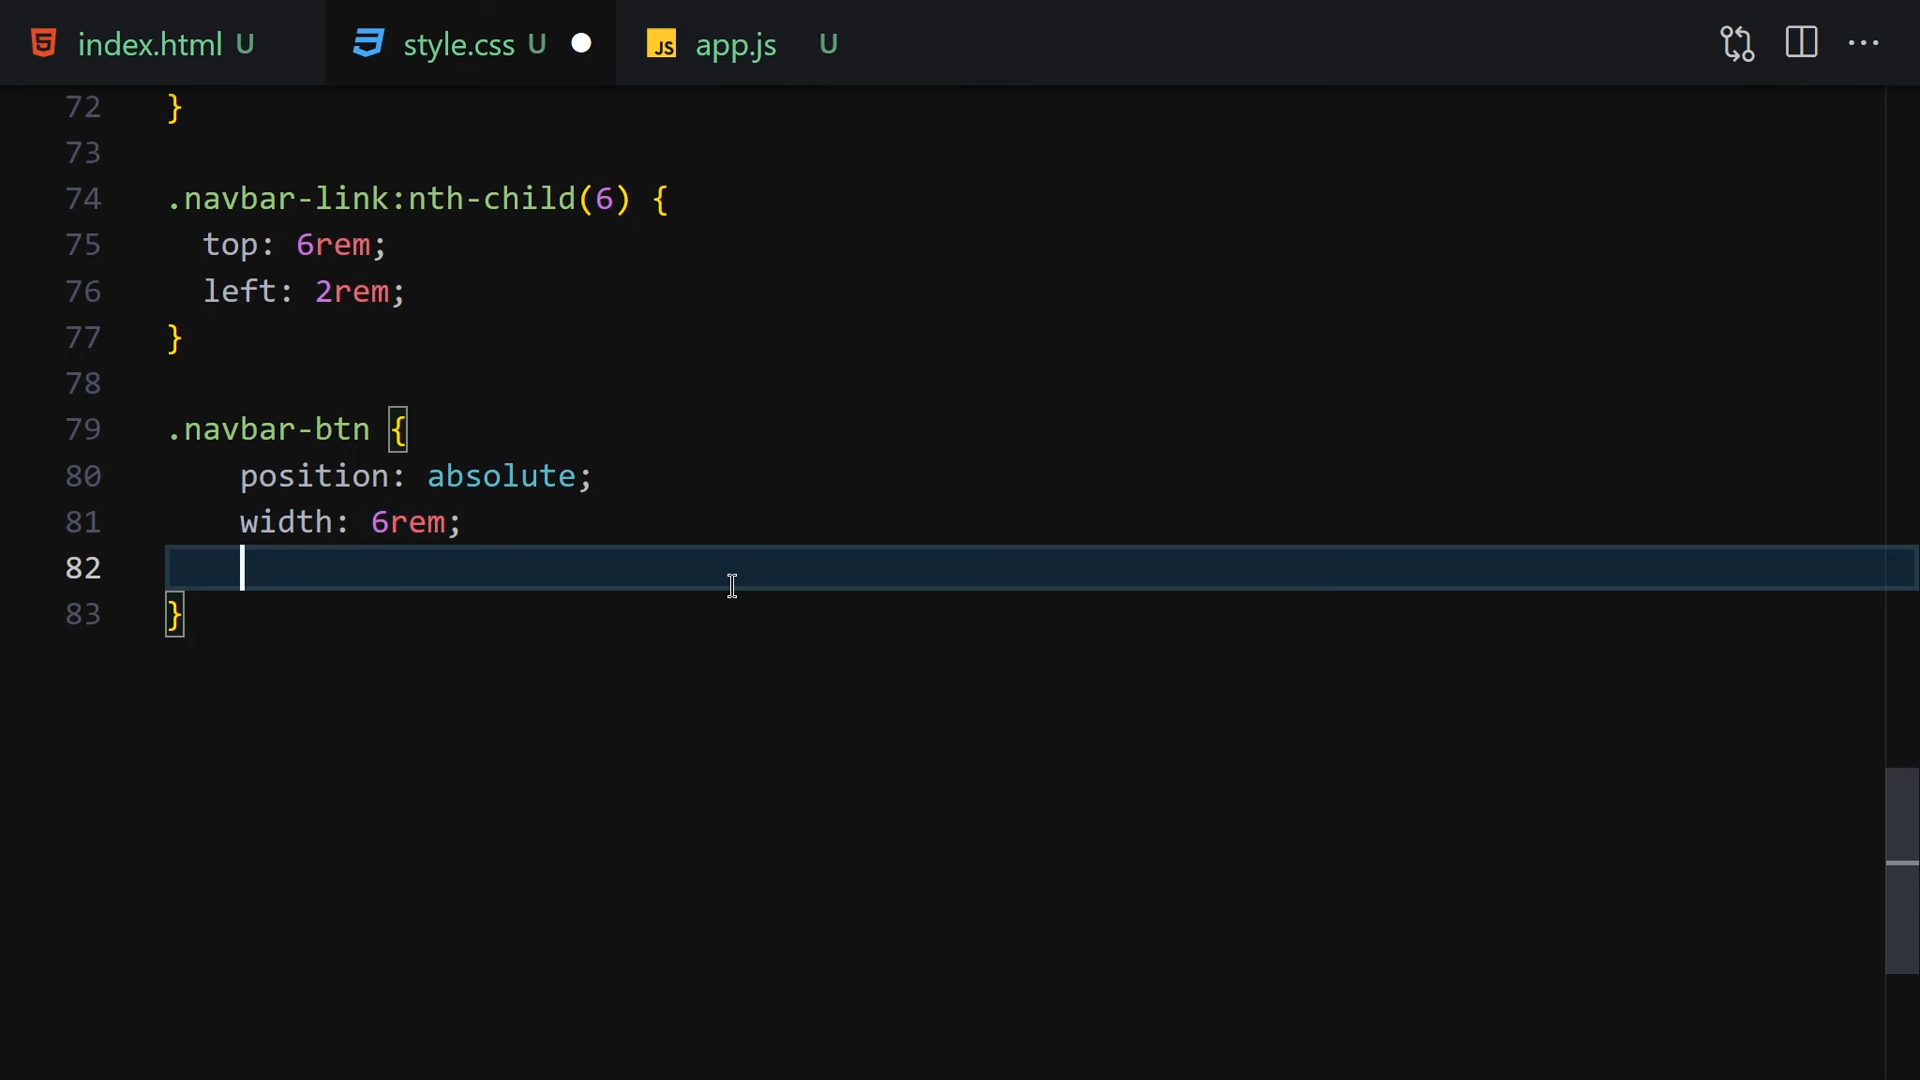 index.html U style.css U JS app.js U
72 }
73
74 .navbar-link:nth-child(6) {
75 top: 6rem;
76 left: 2rem;
77 }
78
79 .navbar-btn {
80 position: absolute;
81 width: 6rem;
82
83 }